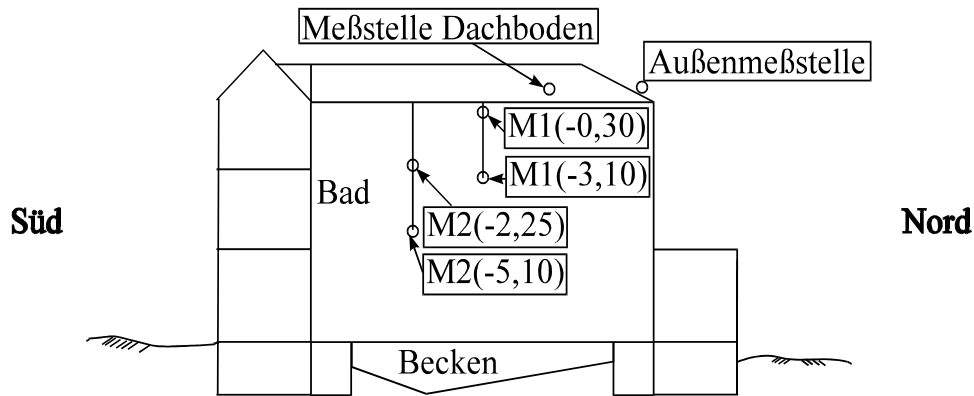 Meßstelle Dachboden
Außenmeßstelle
M1(-0,30)
M1(-3,10)
Bad
Süd
Nord
M2(-2,25)
M2(-5,10)
Becken